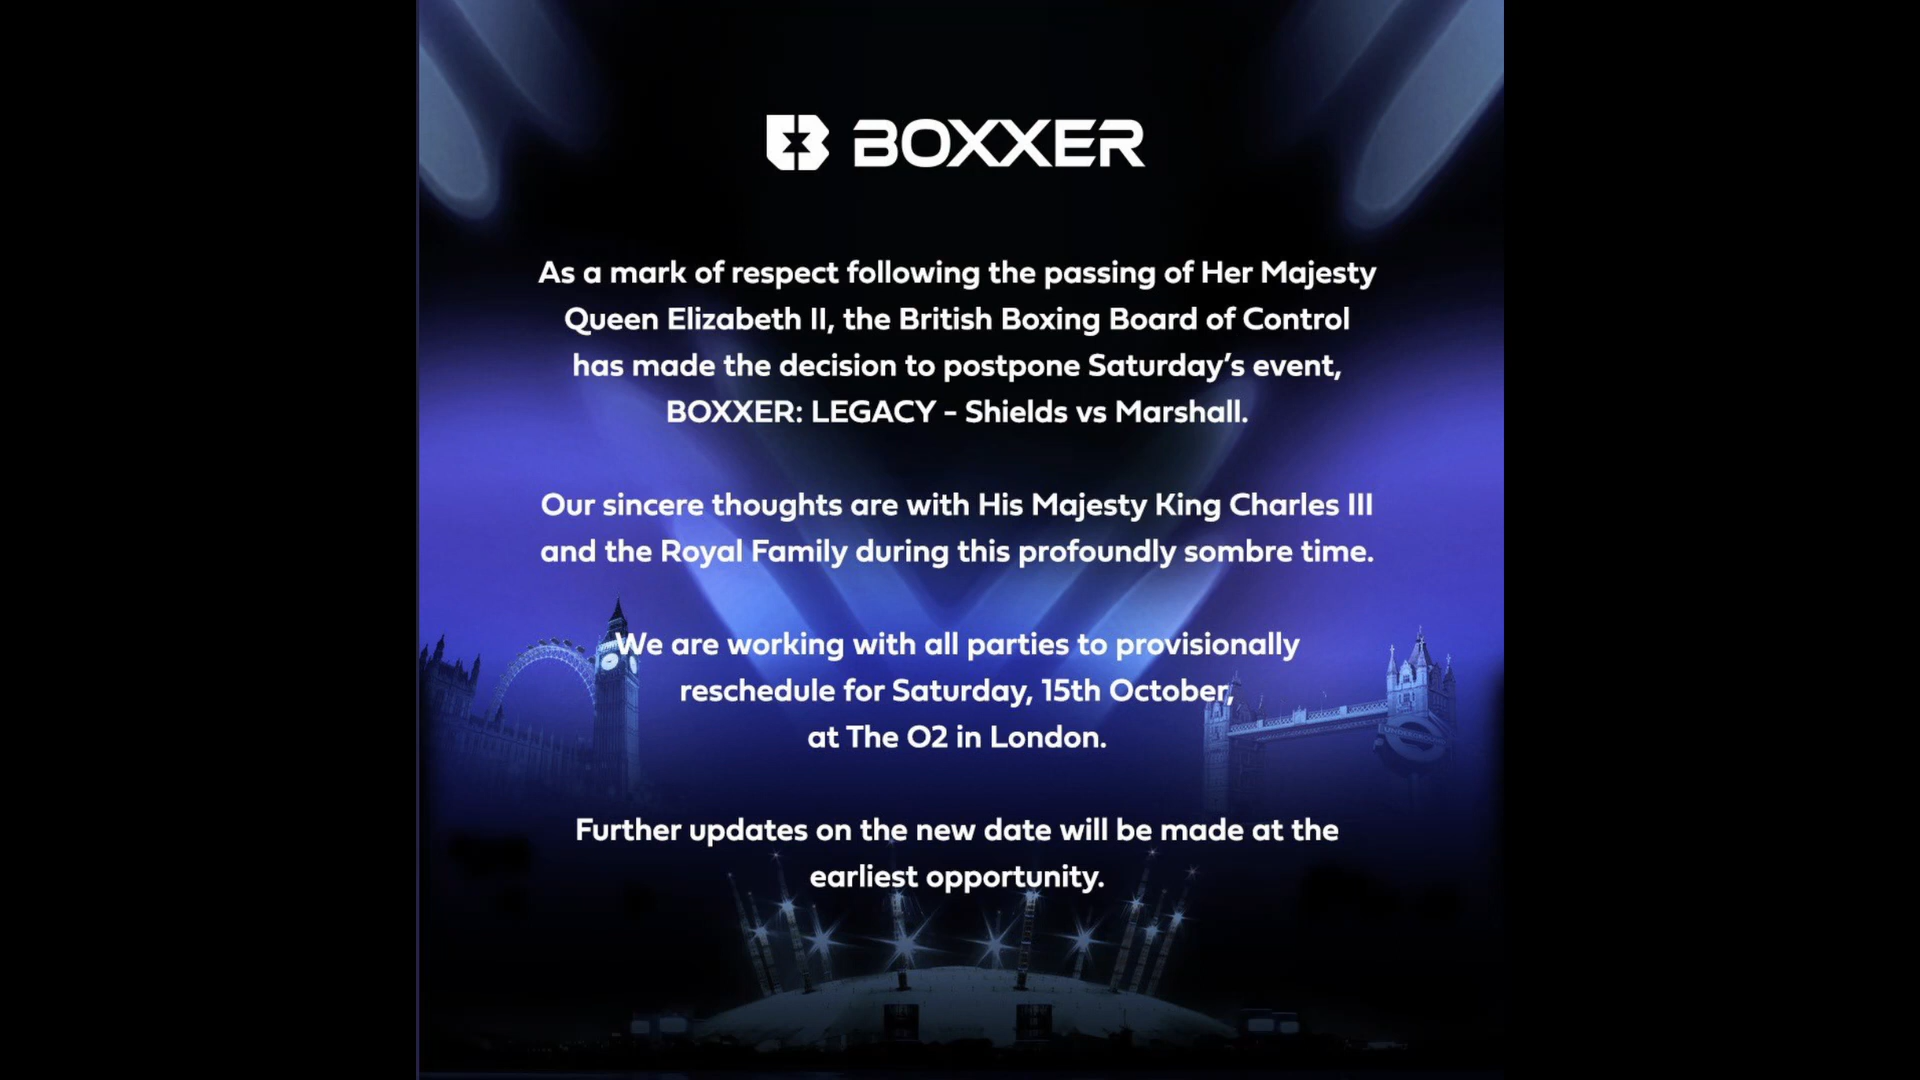 BOXXER
As a mark of respect following the passing of Her Majesty
Queen Elizabeth II, the British Boxing Board of Control
has made the decision to postpone Saturday's event,
BOXXER: LEGACY - Shields vs Marshall.
Our sincere thoughts are with His Majesty King Charles III
and the Royal Family during this profoundly sombre time.
We are working with all parties to provisionally
reschedule for Saturday, 15th October,
at The O2 in London.
Further updates on the new date will be made at the
earliest opportunity.